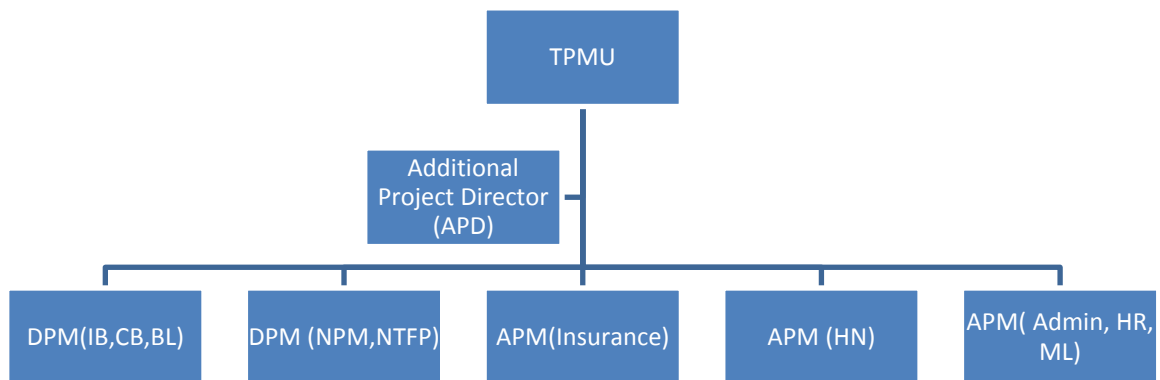 TPMU
Additional
Project Director
(APD)
DPM(IB,CB,BL)
DPM (NPM,NTFP)
APM(Insurance)
APM (HN)
APM( Admin, HR,
ML)